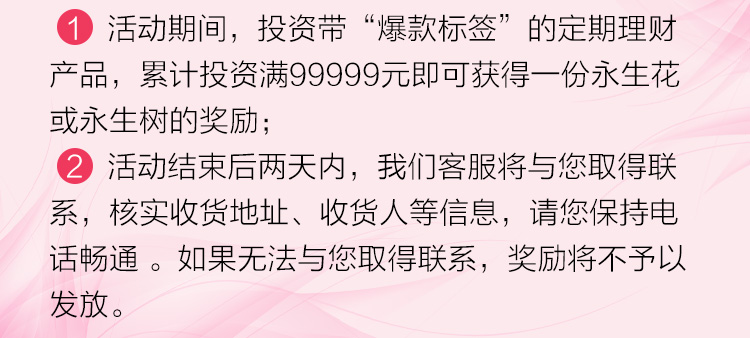 1 活动期间，投资带“爆款标签”的定期理财
产品，累计投资满99999元即可获得一份永生花
或永生树的奖励；
2 活动结束后两天内，我们客服将与您取得联
系，核实收货地址、收货人等信息，请您保持电
话畅通 。如果无法与您取得联系，奖励将不予以
发放。